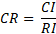 CR = CI/RI